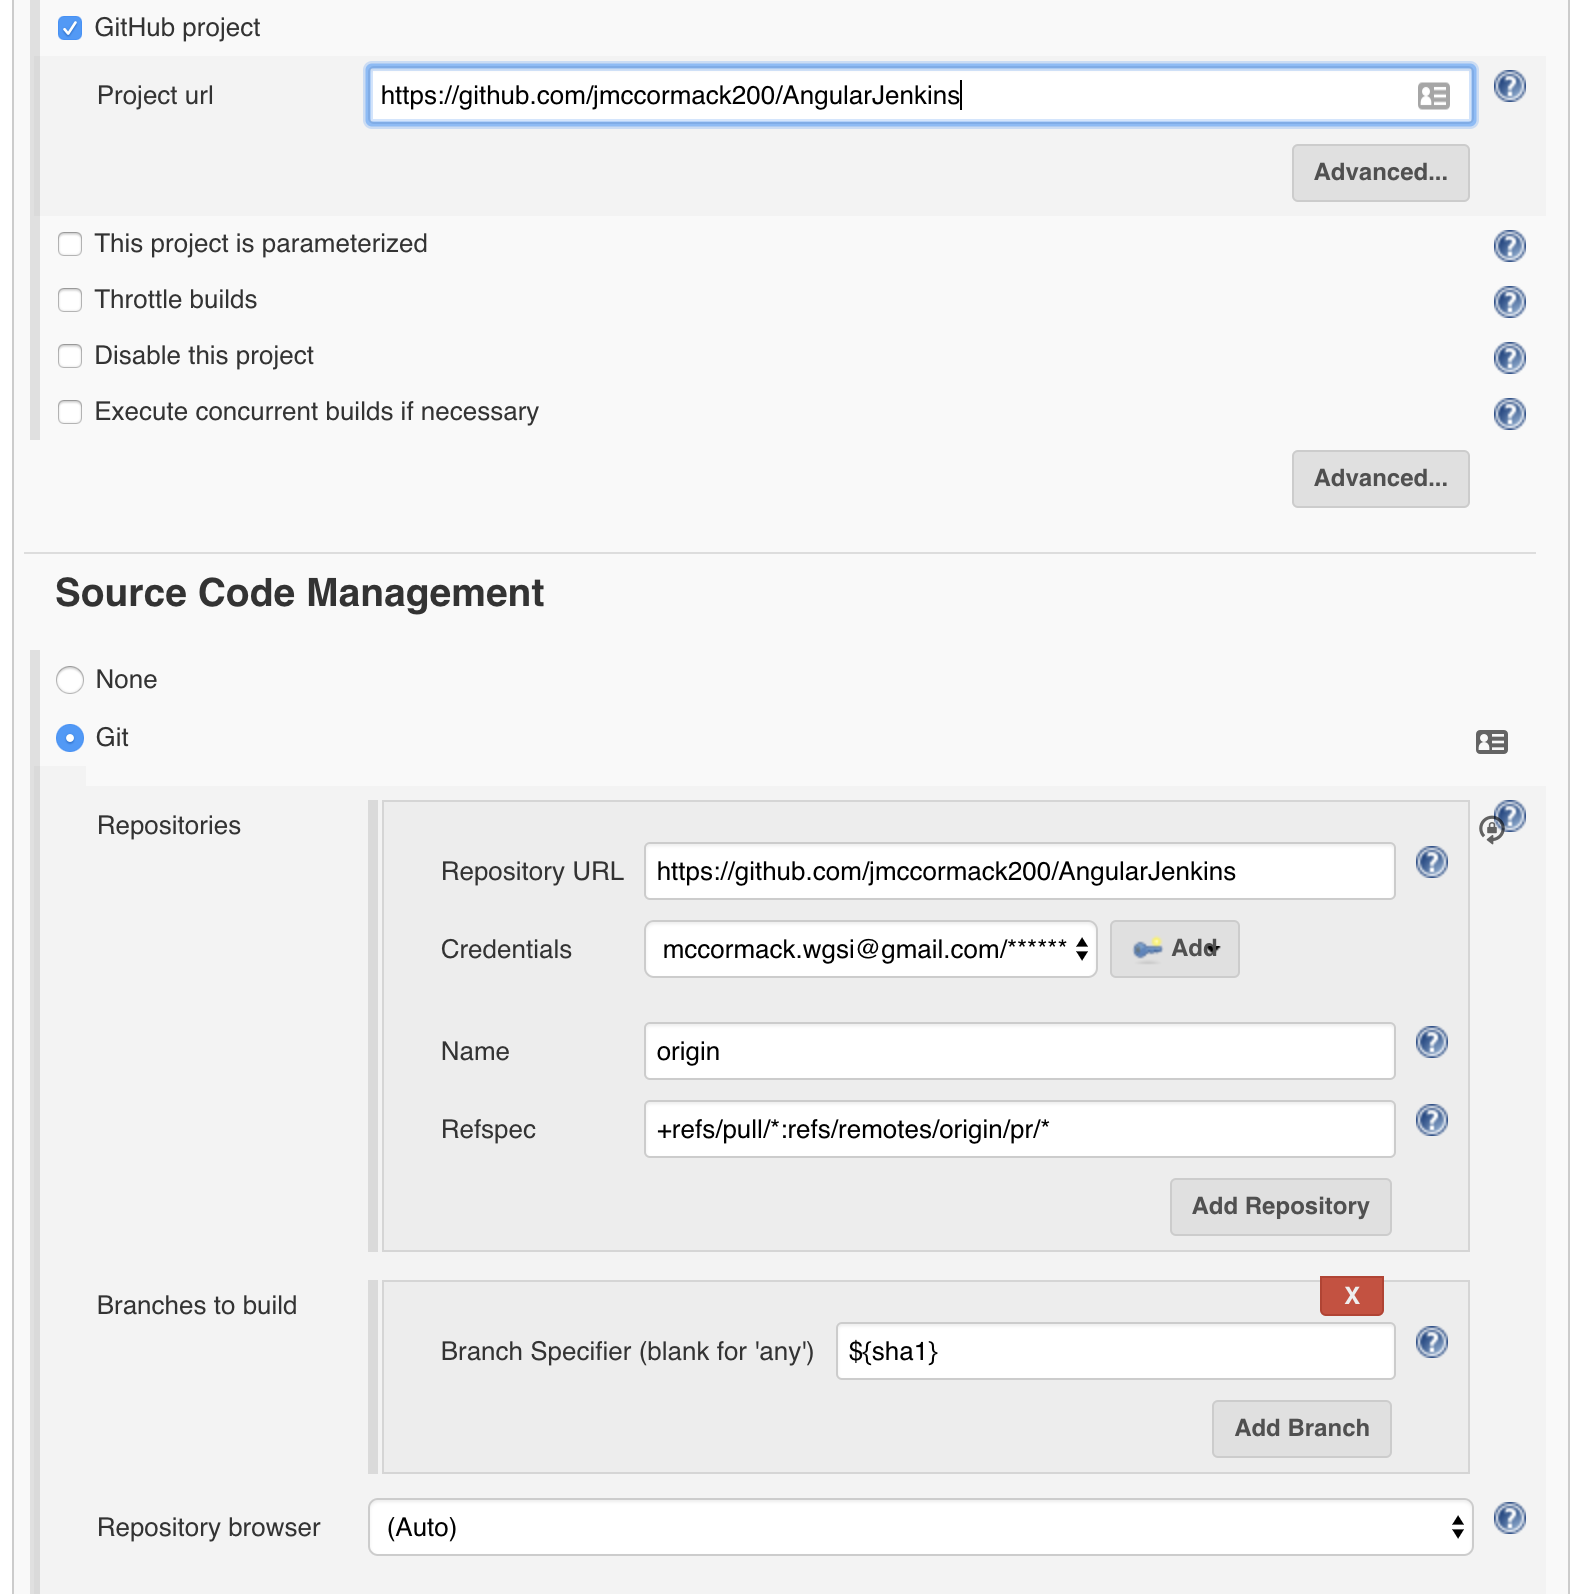 GitHub project
Project url https://github.com/jmccormack200/AngularJenkins
Advanced...
This project is parameterized
Throttle builds
Disable this project
Execute concurrent builds if necessary
Advanced...
Source Code Management
None
Git
Repositories
Repository URL https://github.com/jmccormack200/AngularJenkins
Credentials mccormack.wgsi@gmail.com/****** Add
Name origin
Refspec +refs/pull/*:refs/remotes/origin/pr/*
Add Repository
Branches to build
X
Branch Specifier (blank for 'any') ${sha1}
Add Branch
Repository browser (Auto)